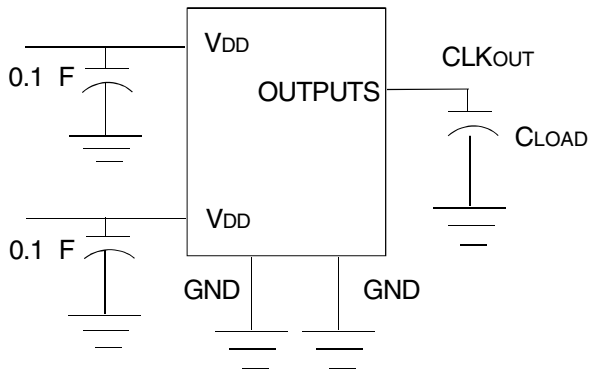 VDD
0.1 F
OUTPUTS
CLKOUT
CLOAD
VDD
0.1 F
GND
GND